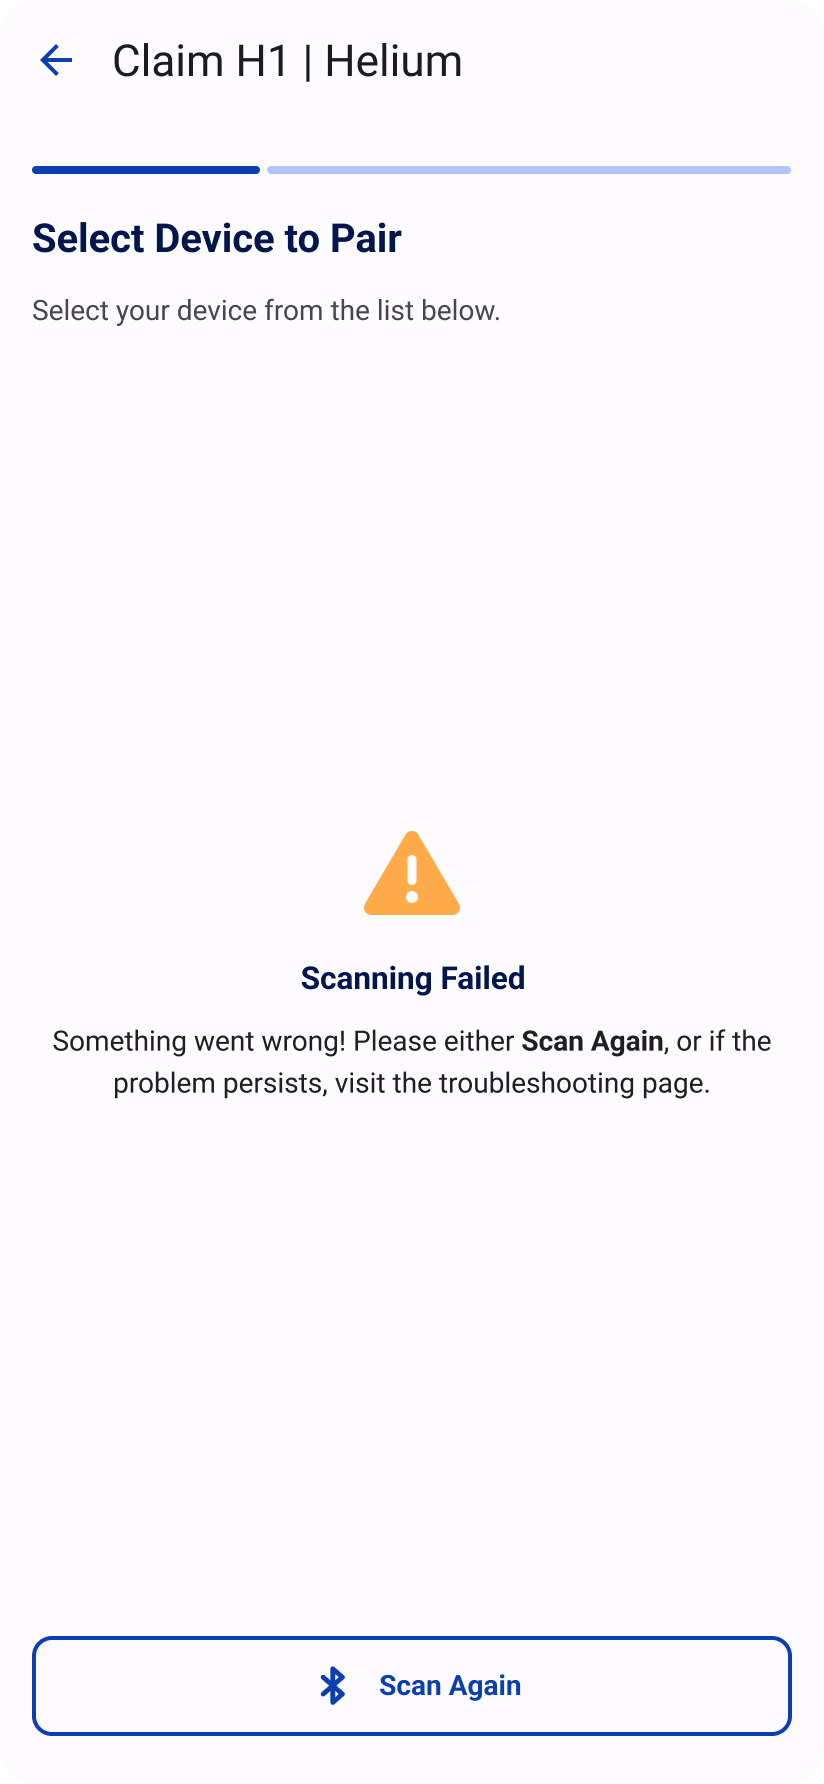 Claim H1 | Helium
Select Device to Pair
Select your device from the list below.
Scanning Failed
Something went wrong! Please either Scan Again, or if the
problem persists, visit the troubleshooting page.
Scan Again